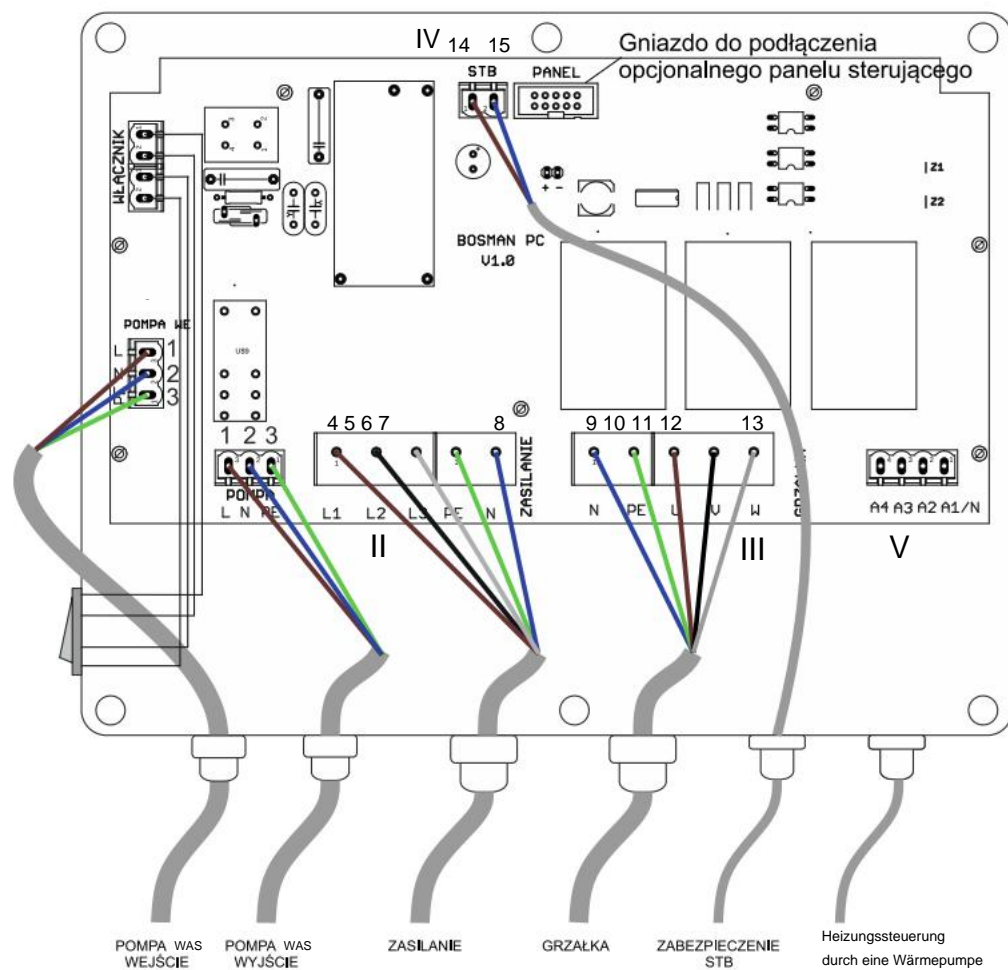 IV 14 15
Gniazdo do podłączenia
opcjonalnego panelu sterującego
STB PANEL
WŁACZNIK
Z1
Z2
+ -
BOSMAN PC
V1.0
POMPA WE
L 1
N 2
3
1 2 3
4 5 6 7 8
9 10 11 12 13
POMPA
L N PE
L1 L2 L3 PE N
ZASILANIE
N PE U V W
A4 A3 A2 A1/N
II III V
POMPA WAS
WEJŚCIE
POMPA WAS
WYJŚCIE
ZASILANIE
GRZAŁKA
ZABEZPIECZENIE
STB
Heizungssteuerung
durch eine Wärmepumpe